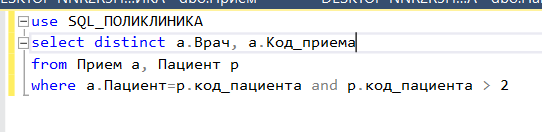 use SQL_ПОЛИКЛИНИКА
select distinct a.Врач, a.Код_приема
from Прием a, Пациент p
where a.Пациент=p.код_пациента and p.код_пациента > 2